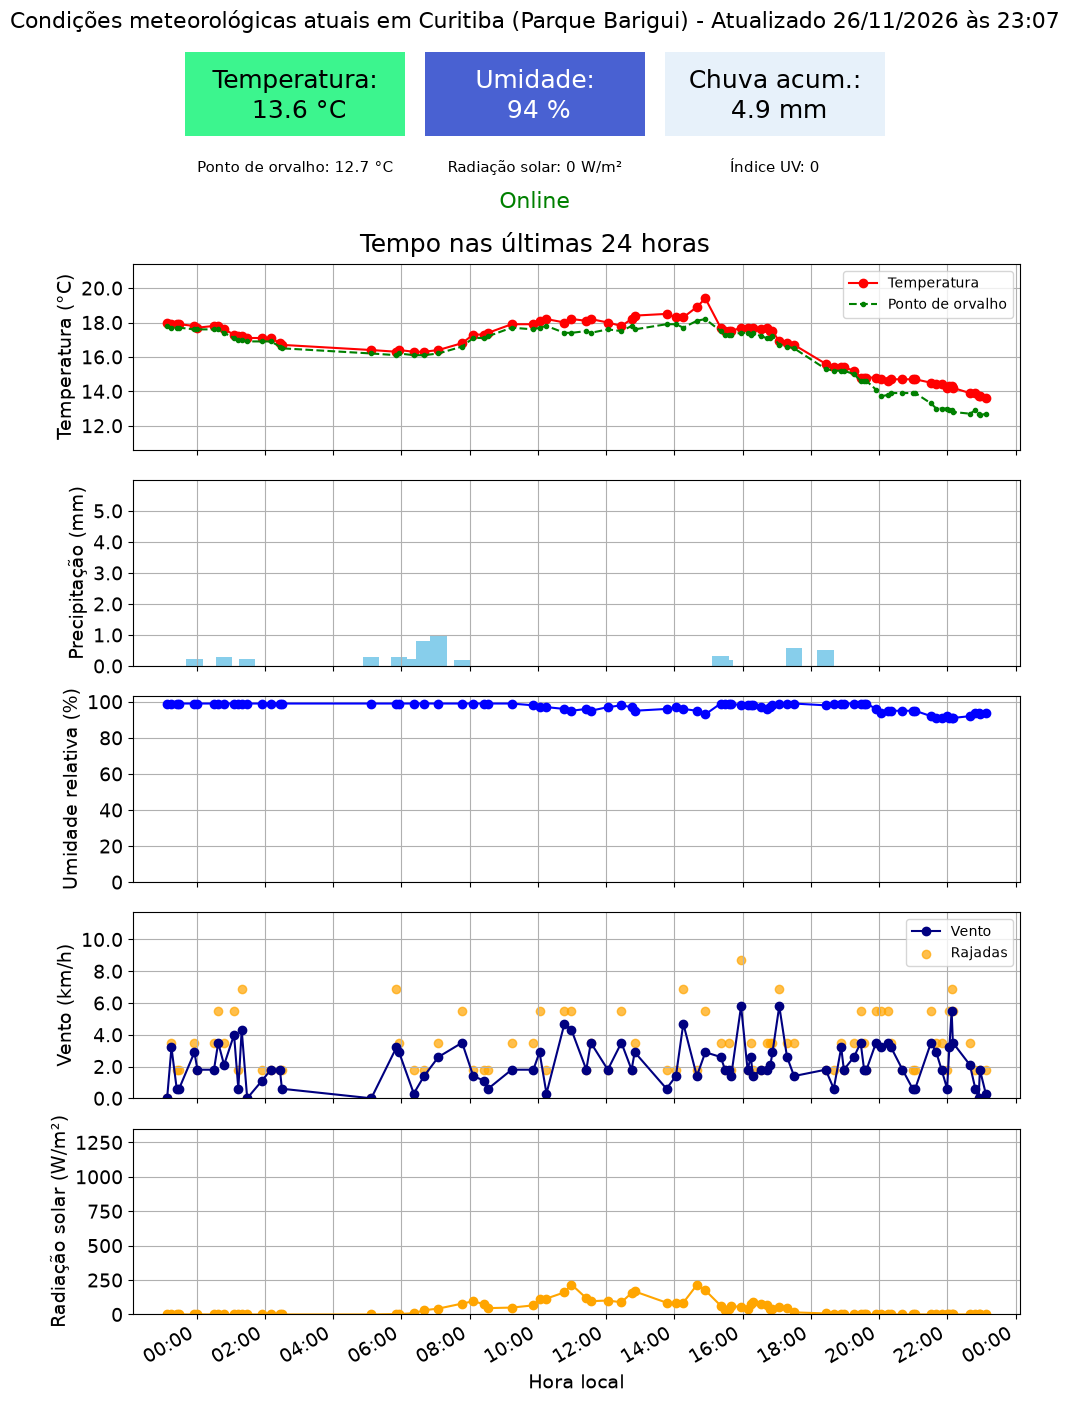 Condições meteorológicas atuais em Curitiba (Parque Barigui) - Atualizado 26/11/2026 às 23:07
Temperatura:
13.6 °C
Umidade:
94 %
Chuva acum.:
4.9 mm
Ponto de orvalho: 12.7 °C
Radiação solar: 0 W/m²
Índice UV: 0
Online
Tempo nas últimas 24 horas
Temperatura (°C)
20.0
18.0
16.0
14.0
12.0
Temperatura
Ponto de orvalho
Precipitação (mm)
5.0
4.0
3.0
2.0
1.0
0.0
Umidade relativa (%)
100
80
60
40
20
0
Vento (km/h)
10.0
8.0
6.0
4.0
2.0
0.0
Vento
Rajadas
Radiação solar (W/m²)
1250
1000
750
500
250
0
00:00
02:00
04:00
06:00
08:00
10:00
12:00
14:00
16:00
18:00
20:00
22:00
00:00
Hora local